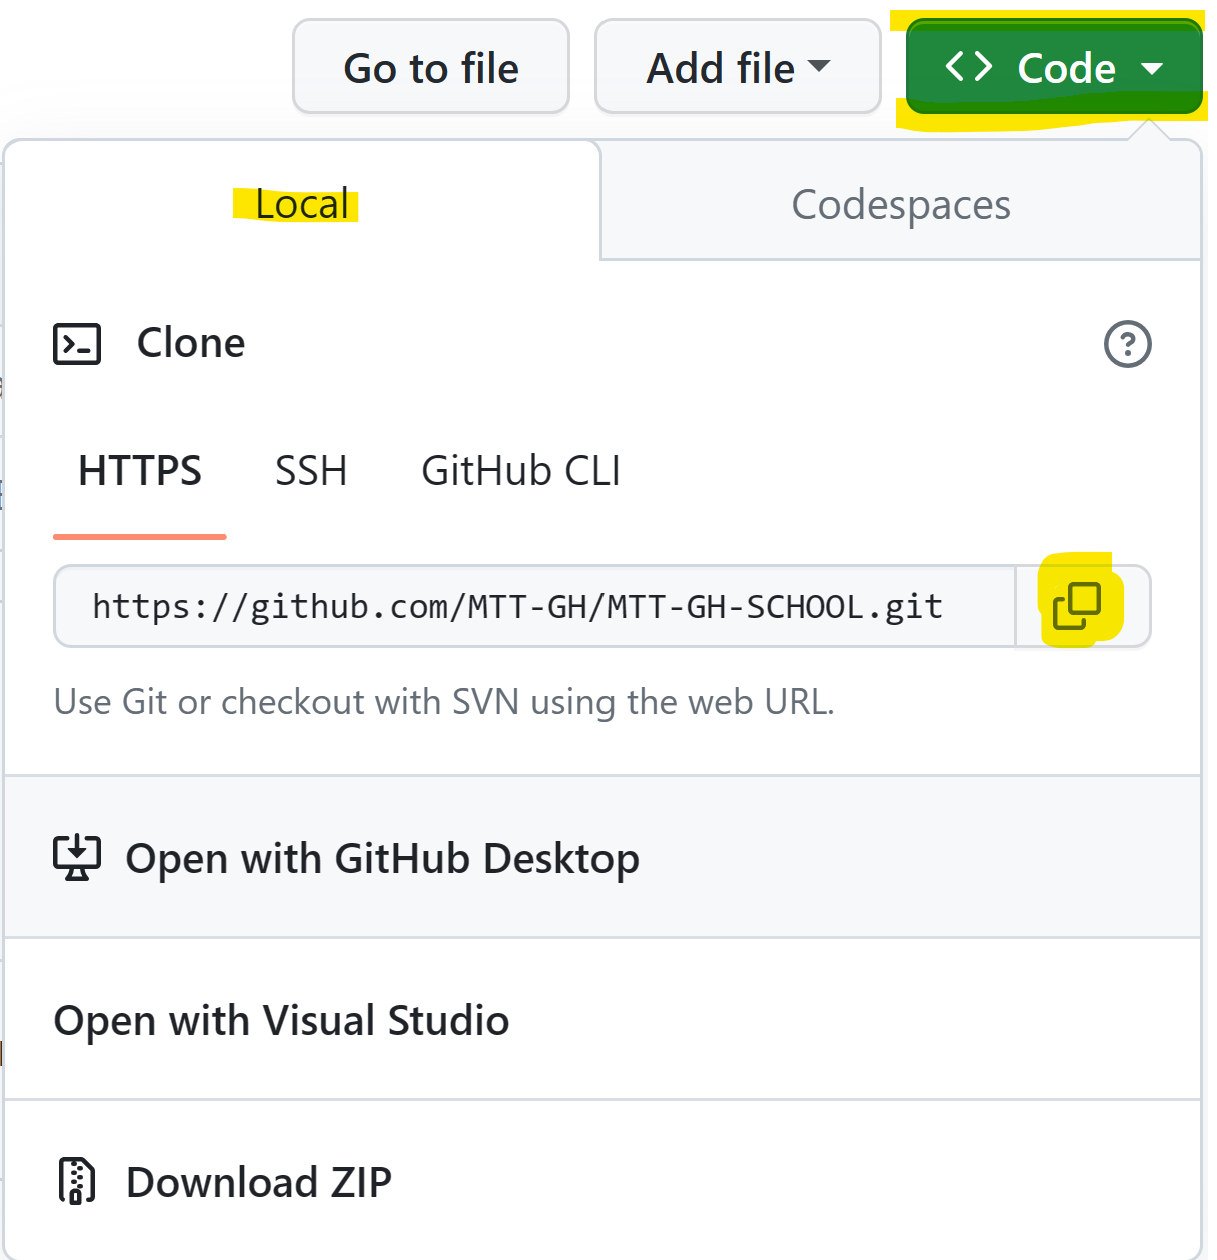 Go to file
Add file
<> Code
Local
Codespaces
Clone
HTTPS
SSH
GitHub CLI
https://github.com/MTT-GH/MTT-GH-SCHOOL.git
Use Git or checkout with SVN using the web URL.
Open with GitHub Desktop
Open with Visual Studio
Download ZIP